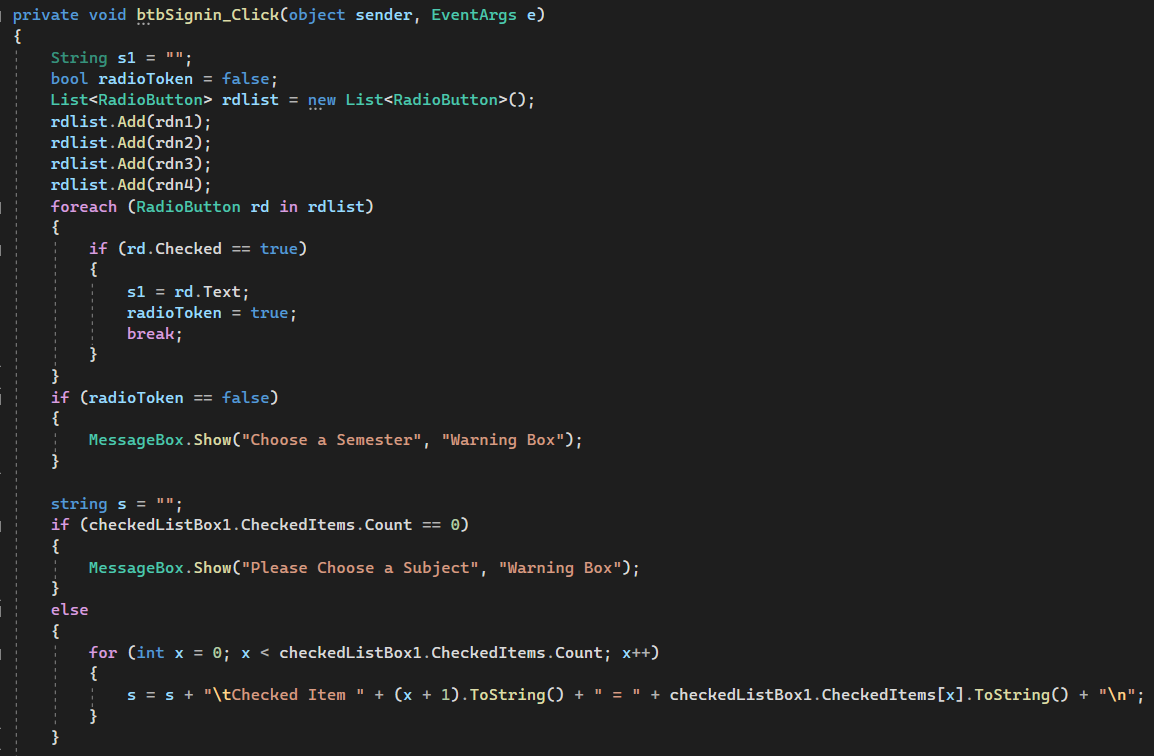 private void btbSignin_Click(object sender, EventArgs e)
{
    String s1 = "";
    bool radioToken = false;
    List<RadioButton> rdlist = new List<RadioButton>();
    rdlist.Add(rdn1);
    rdlist.Add(rdn2);
    rdlist.Add(rdn3);
    rdlist.Add(rdn4);
    foreach (RadioButton rd in rdlist)
    {
        if (rd.Checked == true)
        {
            s1 = rd.Text;
            radioToken = true;
            break;
        }
    }
    if (radioToken == false)
    {
        MessageBox.Show("Choose a Semester", "Warning Box");
    }

    string s = "";
    if (checkedListBox1.CheckedItems.Count == 0)
    {
        MessageBox.Show("Please Choose a Subject", "Warning Box");
    }
    else
    {
        for (int x = 0; x < checkedListBox1.CheckedItems.Count; x++)
        {
            s = s + "\tChecked Item " + (x + 1).ToString() + " = " + checkedListBox1.CheckedItems[x].ToString() + "\n";
        }
    }